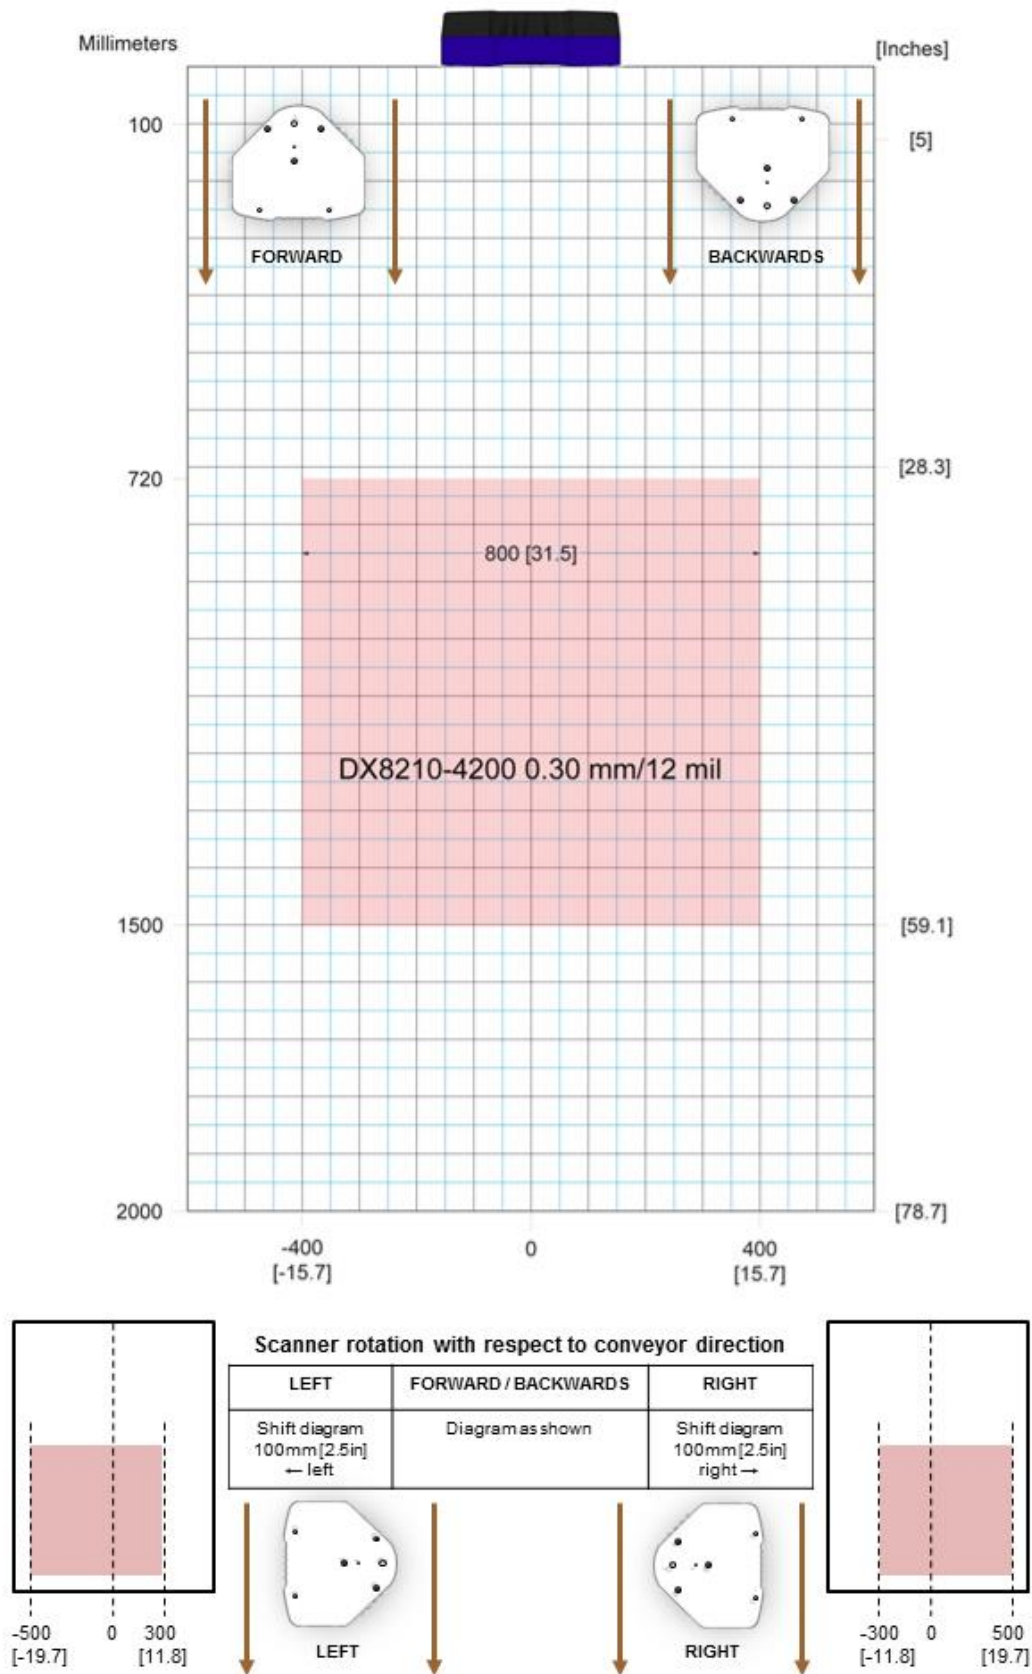 Millimeters
[Inches]
100
[5]
FORWARD
BACKWARDS
720
[28.3]
800 [31.5]
DX8210-4200 0.30 mm/12 mil
1500
[59.1]
2000
[78.7]
-400
0
400
[-15.7]
[15.7]
Scanner rotation with respect to conveyor direction
LEFT
FORWARD / BACKWARDS
RIGHT
Shift diagram
100mm [2.5in]
← left
Diagram as shown
Shift diagram
100mm [2.5in]
right →
LEFT
RIGHT
-500
0
300
[-19.7]
[11.8]
-300
0
500
[-11.8]
[19.7]